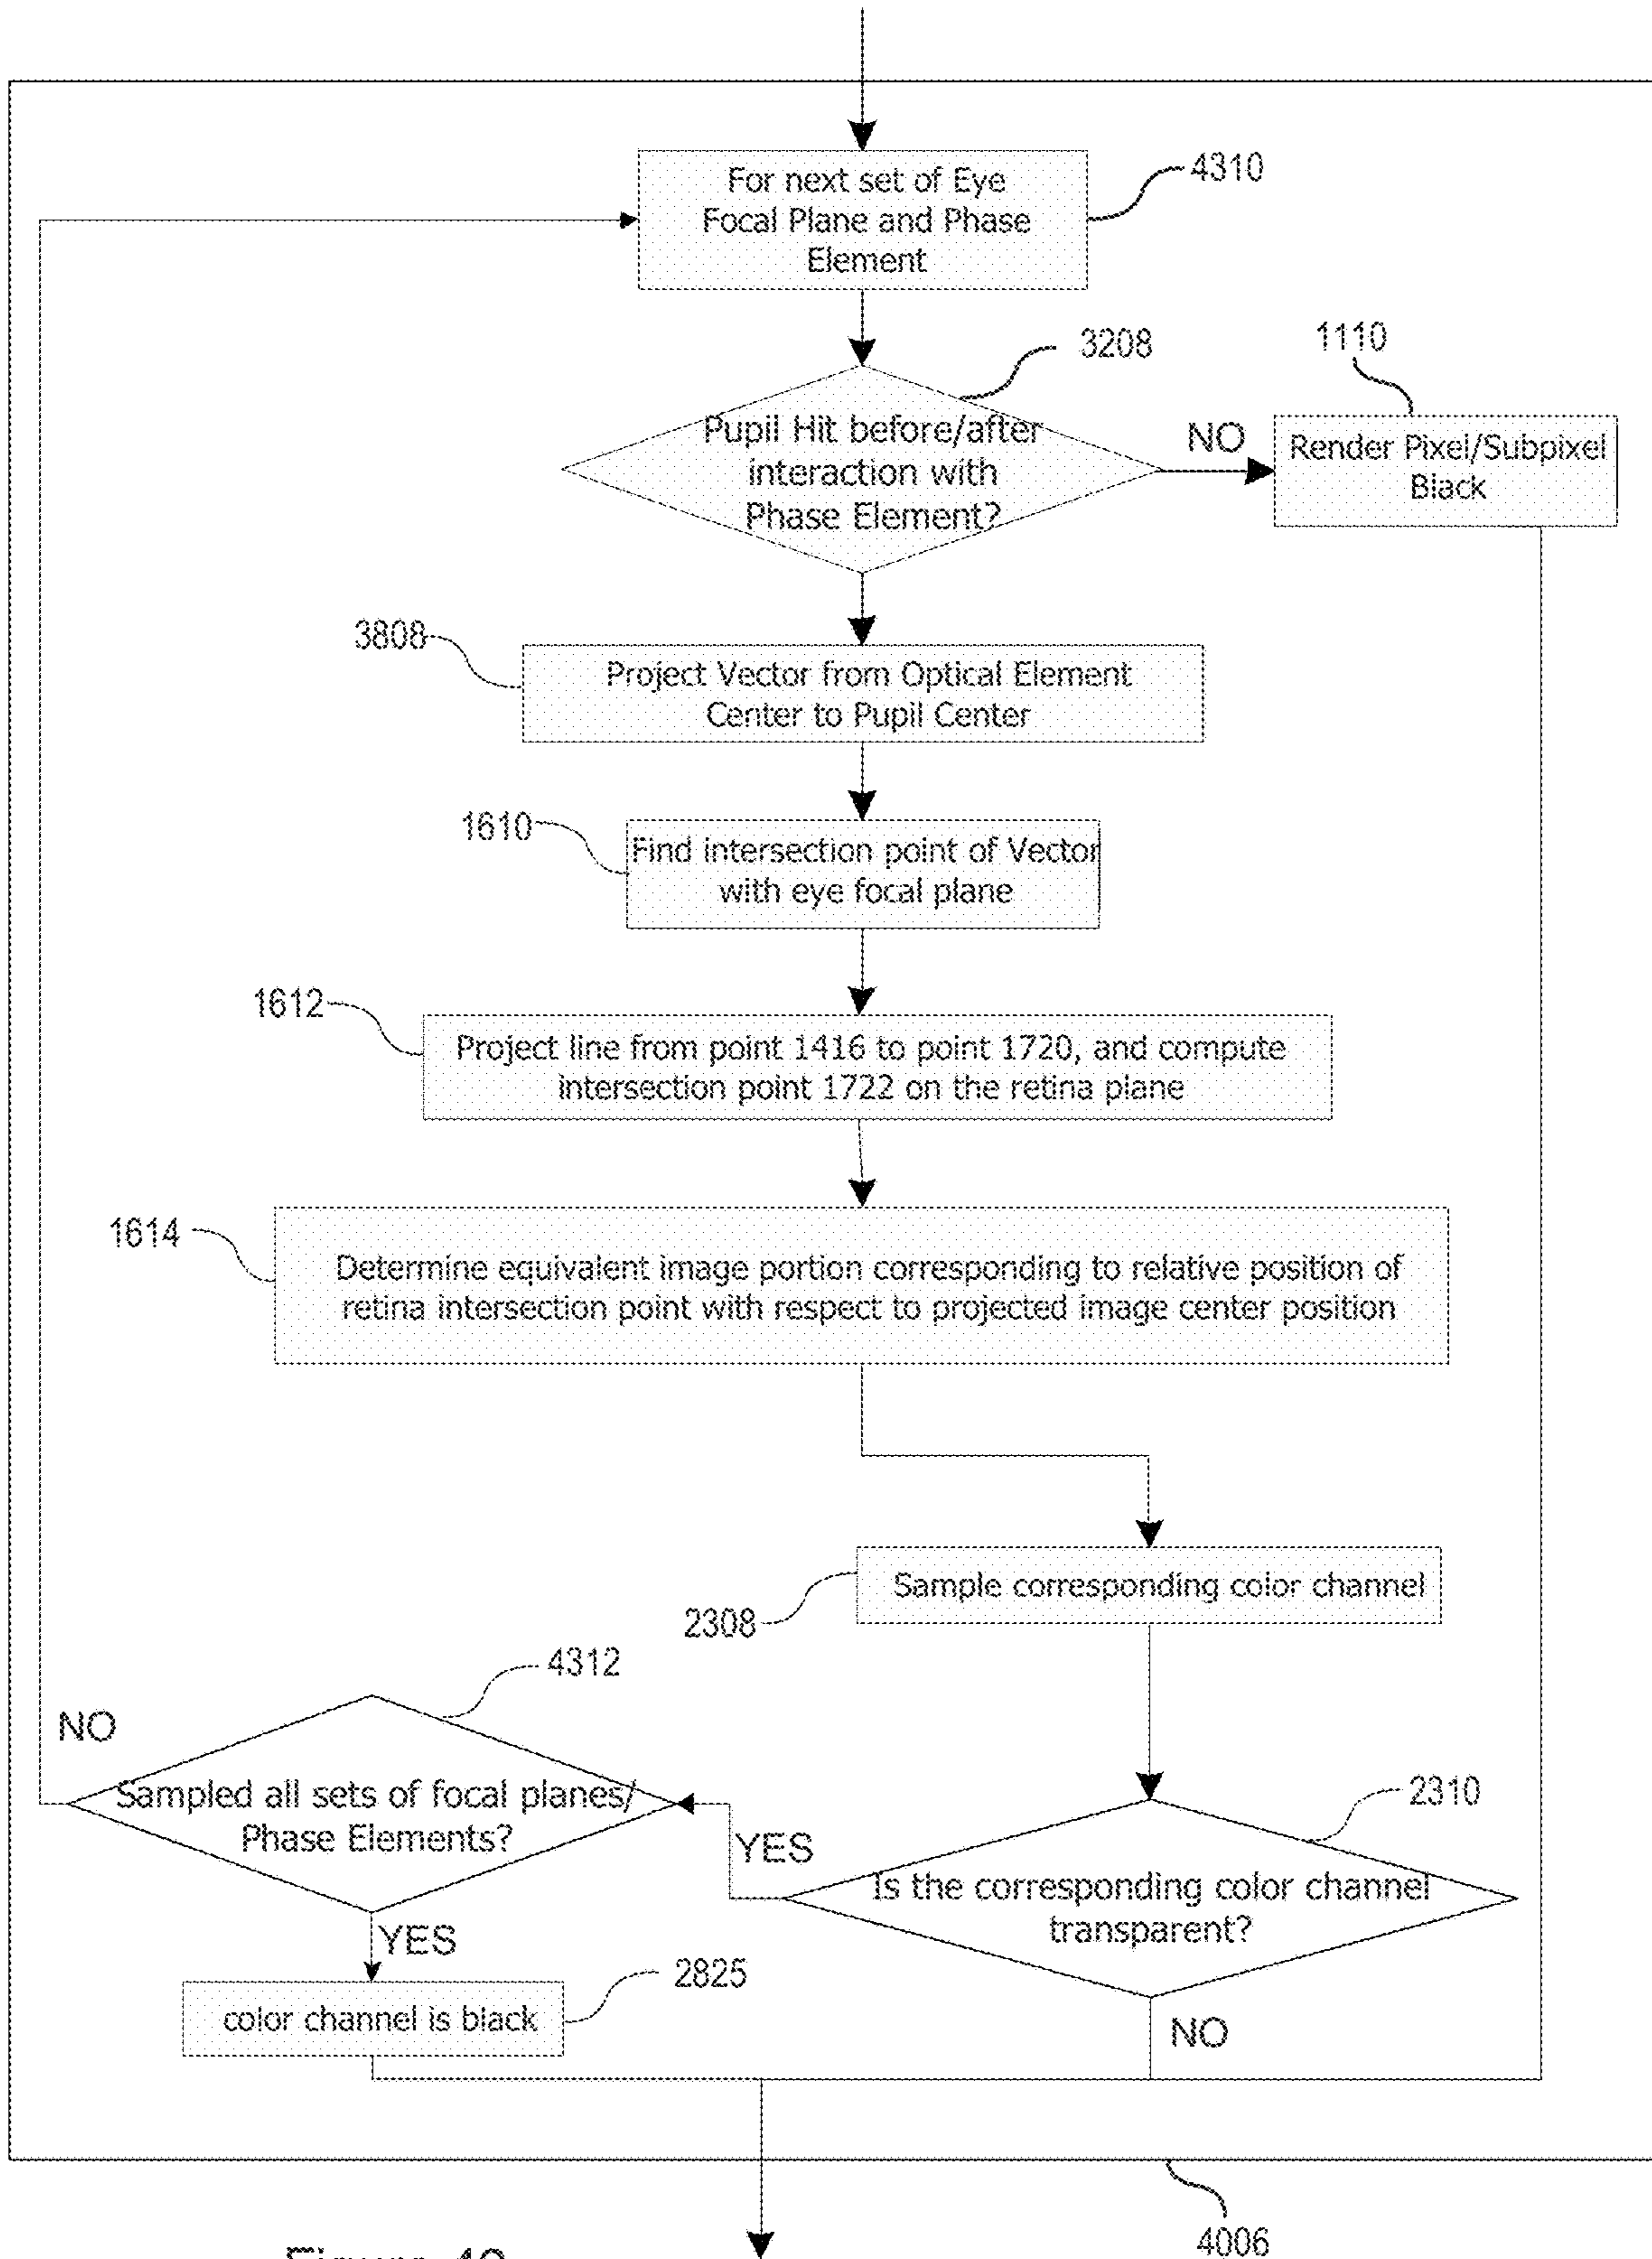 For next set of Eye
Focal Plane and Phase
Element
4310
Pupil Hit before/after
interaction with
Phase Element?
3208
NO
1110
Render Pixel/Subpixel
Black
3808
Project Vector from Optical Element
Center to Pupil Center
1610
Find intersection point of Vector
with eye focal plane
1612
Project line from point 1416 to point 1720, and compute
intersection point 1722 on the retina plane
1614
Determine equivalent image portion corresponding to relative position of
retina intersection point with respect to projected image center position
Sample corresponding color channel
2308
4312
NO
Sampled all sets of focal planes/
Phase Elements?
YES
2310
Is the corresponding color channel
transparent?
YES
NO
2825
color channel is black
4006
Figure